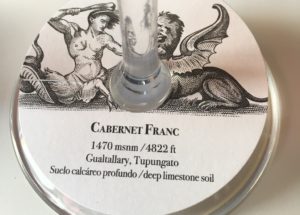 CABERNET FRANC
1470 msnm /4822 ft
Gualtallary, Tupungato
Suelo calcáreo profundo /deep limestone soil